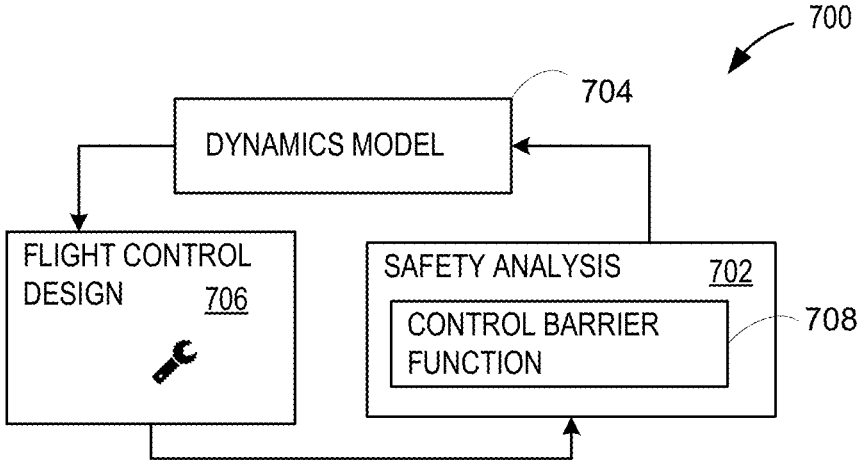 700
704
DYNAMICS MODEL
FLIGHT CONTROL
DESIGN
706
SAFETY ANALYSIS 702
CONTROL BARRIER
FUNCTION
708